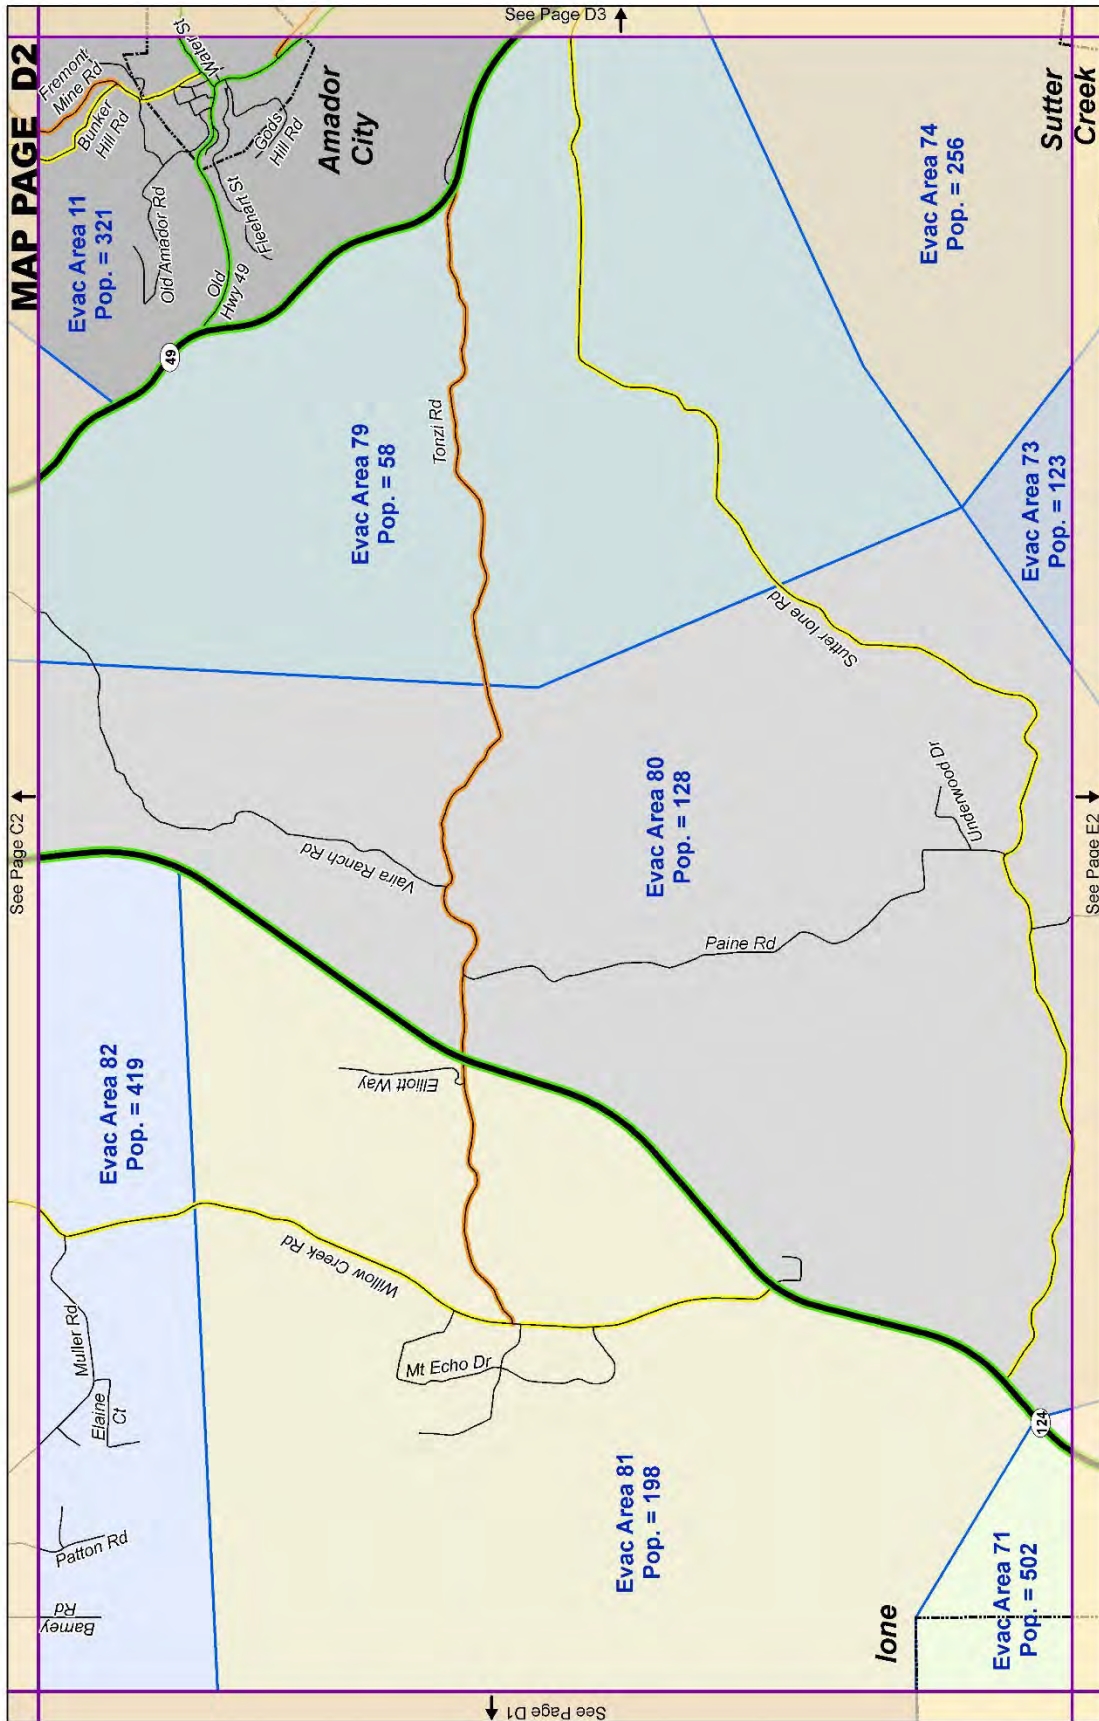 MAP PAGE D2
See Page D3
See Page C2
See Page E2
See Page D1
Fremont
Mine Rd
Bunker
Hill Rd
Water St
Gods
Hill Rd
Amador
City
Evac Area 11
Pop. = 321
Old Amador Rd
Fleehart St
Old
Hwy 49
49
Sutter
Creek
Evac Area 74
Pop. = 256
Evac Area 79
Pop. = 58
Tonzi Rd
Evac Area 73
Pop. = 123
Sutter Ione Rd
Evac Area 80
Pop. = 128
Underwood Dr
Vaira Ranch Rd
Paine Rd
Elliott Way
Evac Area 82
Pop. = 419
Willow Creek Rd
Muller Rd
Elaine
Ct
Mt Echo Dr
Patton Rd
Barney
Rd
Evac Area 81
Pop. = 198
124
Ione
Evac Area 71
Pop. = 502